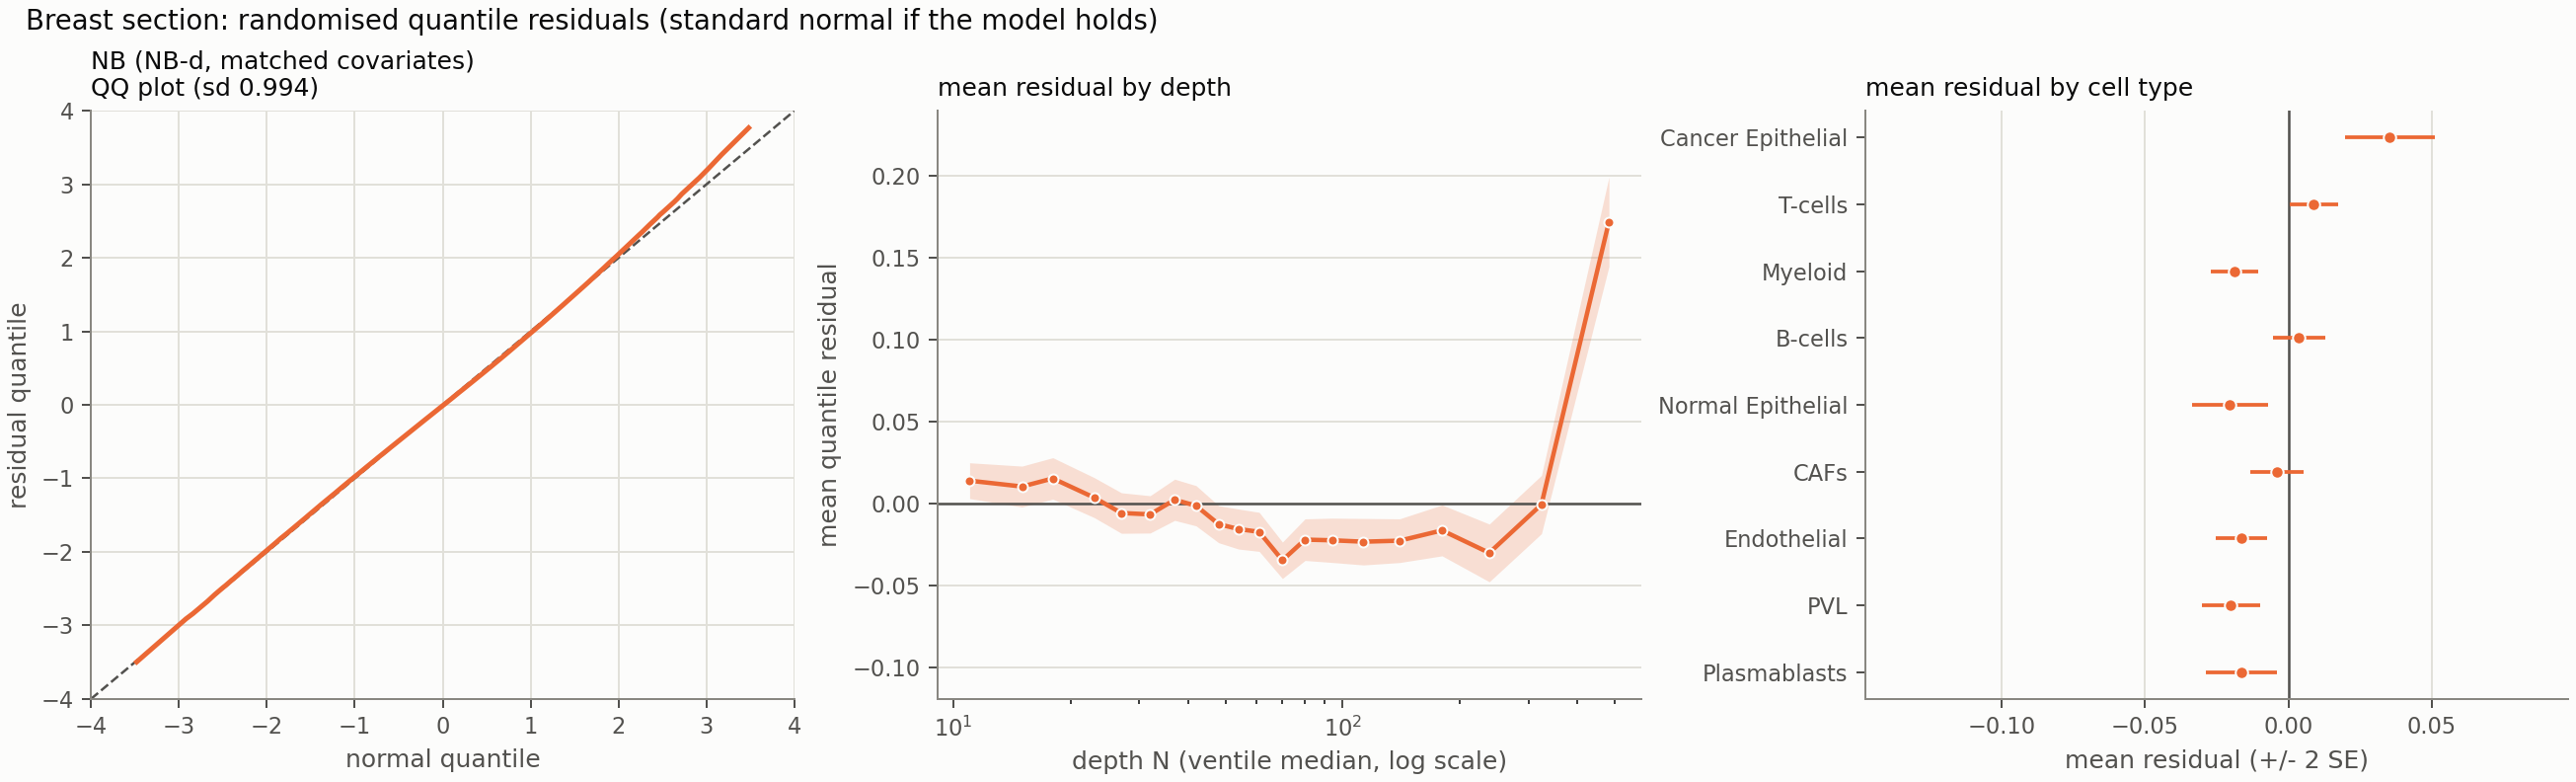 Breast section: randomised quantile residuals (standard normal if the model holds)
NB (NB-d, matched covariates)
QQ plot (sd 0.994)
4
3
2
1
0
−1
−2
−3
−4
residual quantile
−4
−3
−2
−1
0
1
2
3
4
normal quantile
mean residual by depth
0.20
0.15
0.10
0.05
0.00
−0.05
−0.10
mean quantile residual
10¹
10²
depth N (ventile median, log scale)
mean residual by cell type
Cancer Epithelial
T-cells
Myeloid
B-cells
Normal Epithelial
CAFs
Endothelial
PVL
Plasmablasts
−0.10
−0.05
0.00
0.05
mean residual (+/- 2 SE)